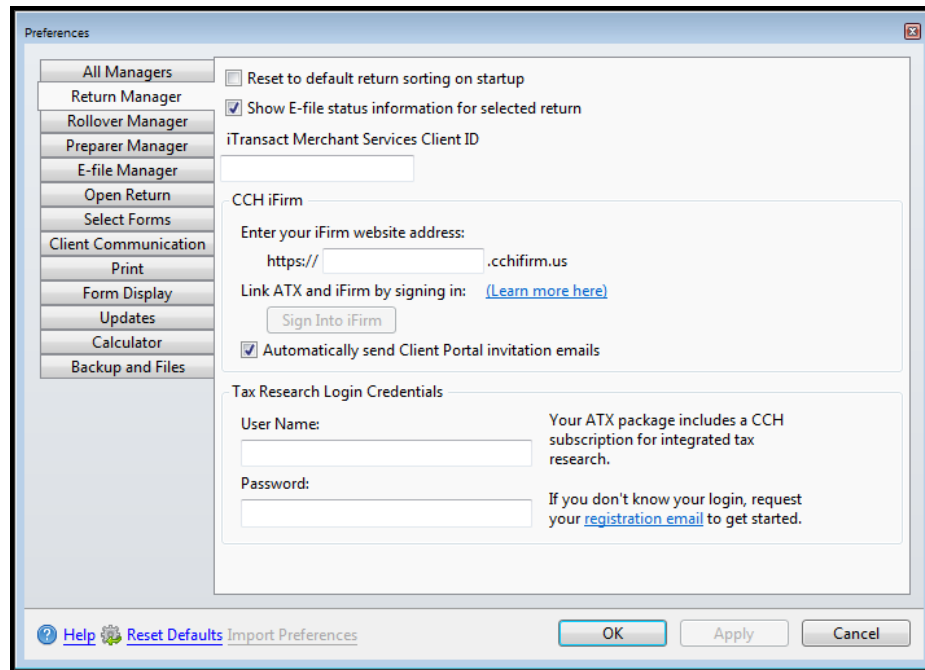 Preferences
All Managers
Return Manager
Rollover Manager
Preparer Manager
E-file Manager
Open Return
Select Forms
Client Communication
Print
Form Display
Updates
Calculator
Backup and Files
Reset to default return sorting on startup
Show E-file status information for selected return
iTransact Merchant Services Client ID
CCH iFirm
Enter your iFirm website address:
https:// .cchifirm.us
Link ATX and iFirm by signing in: (Learn more here)
Sign Into iFirm
Automatically send Client Portal invitation emails
Tax Research Login Credentials
User Name:
Password:
Your ATX package includes a CCH
subscription for integrated tax
research.
If you don't know your login, request
your registration email to get started.
Help Reset Defaults Import Preferences
OK Apply Cancel